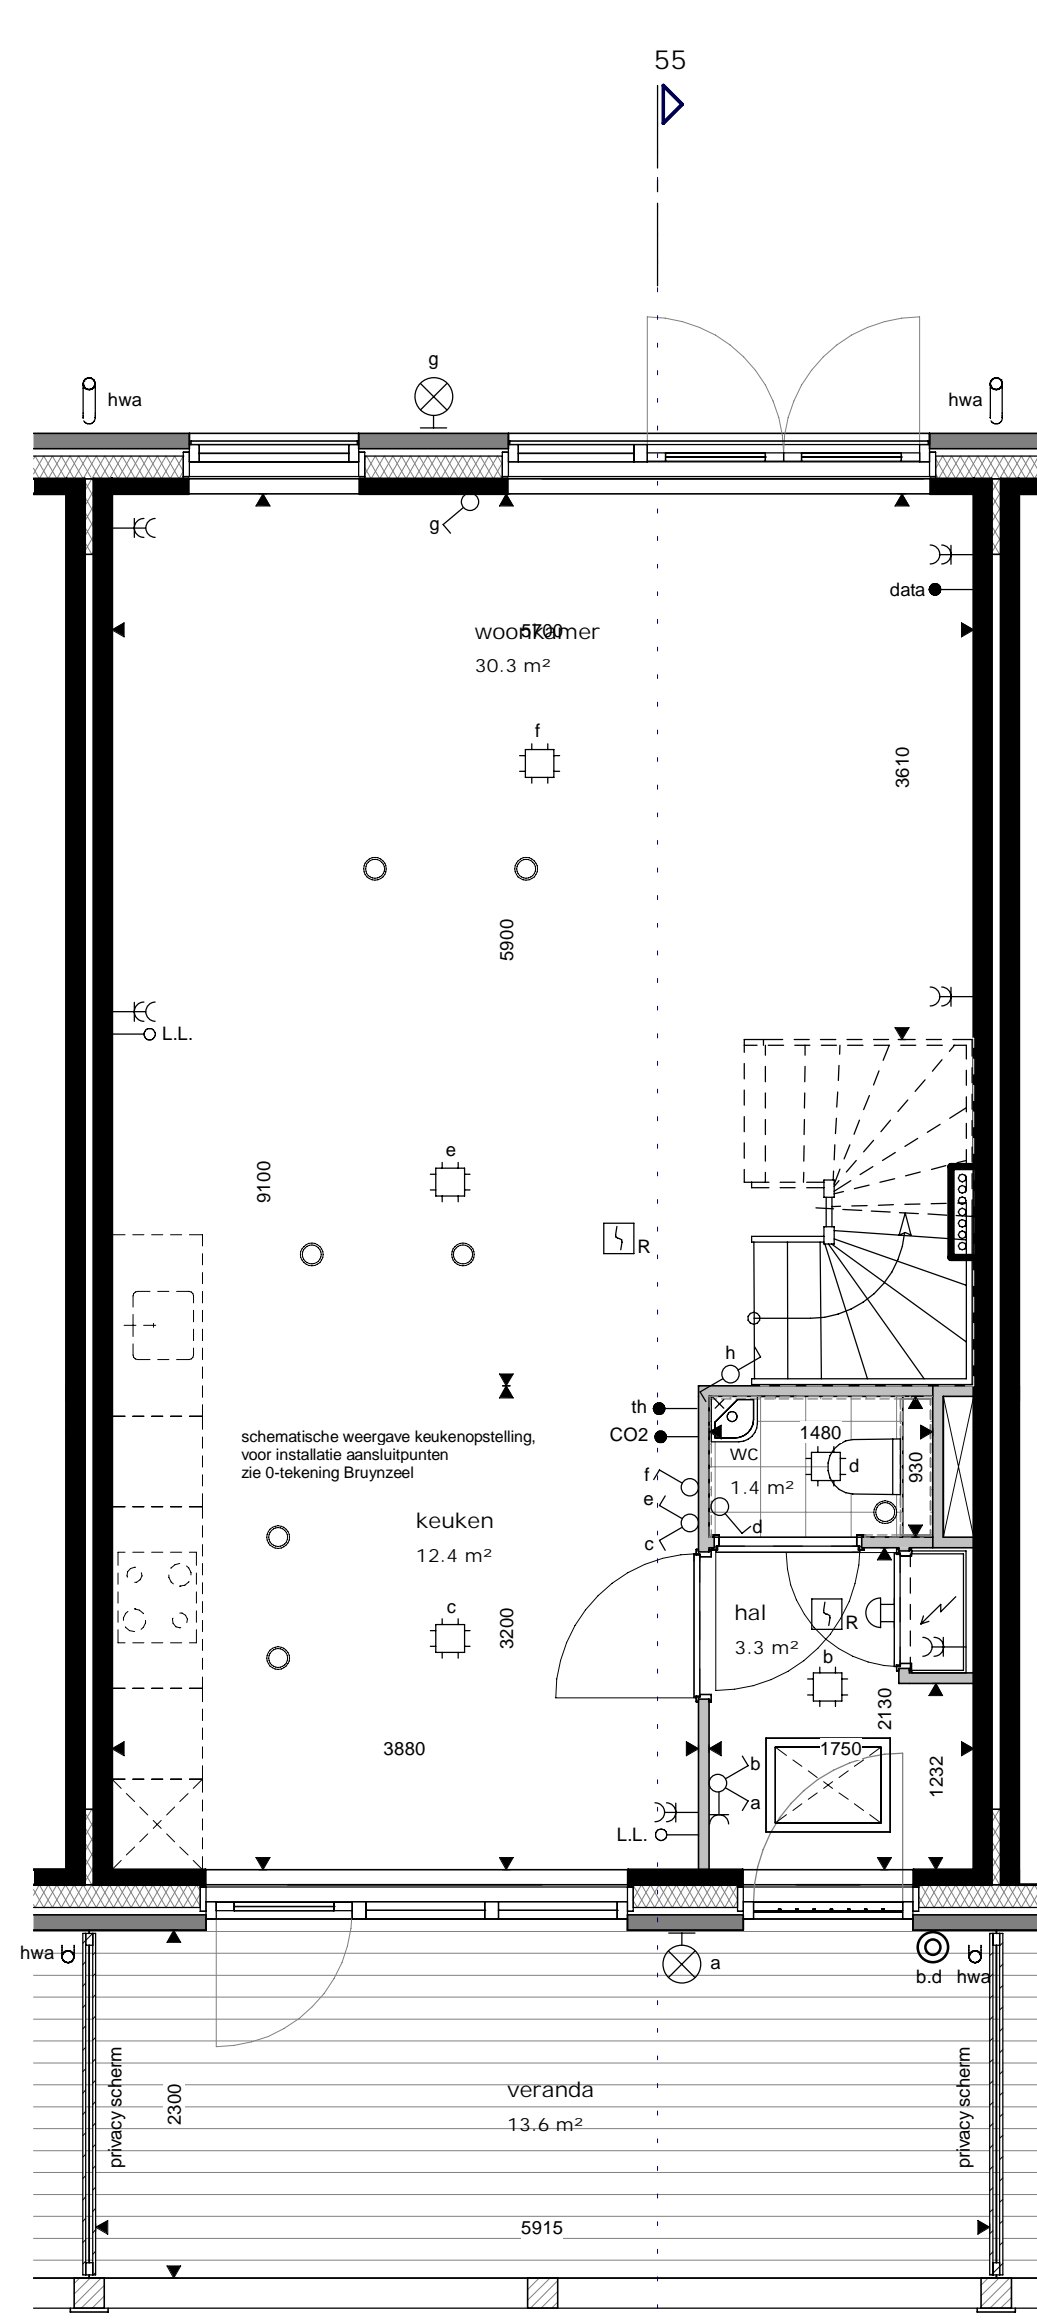 55
g
hwa
hwa
g
data
5700
woonkamer
30.3 m²
f
3610
5900
L.L.
e
9100
R
h
th
CO2
1480
WC
d
930
1.4 m²
schematische weergave keukenopstelling,
voor installatie aansluitpunten
zie 0-tekening Bruynzeel
f
e
d
c
keuken
12.4 m²
c
3200
hal
R
3.3 m²
b
2130
3880
1750
1232
b
a
L.L.
hwa
a
b.d
hwa
privacy scherm
2300
veranda
13.6 m²
privacy scherm
5915